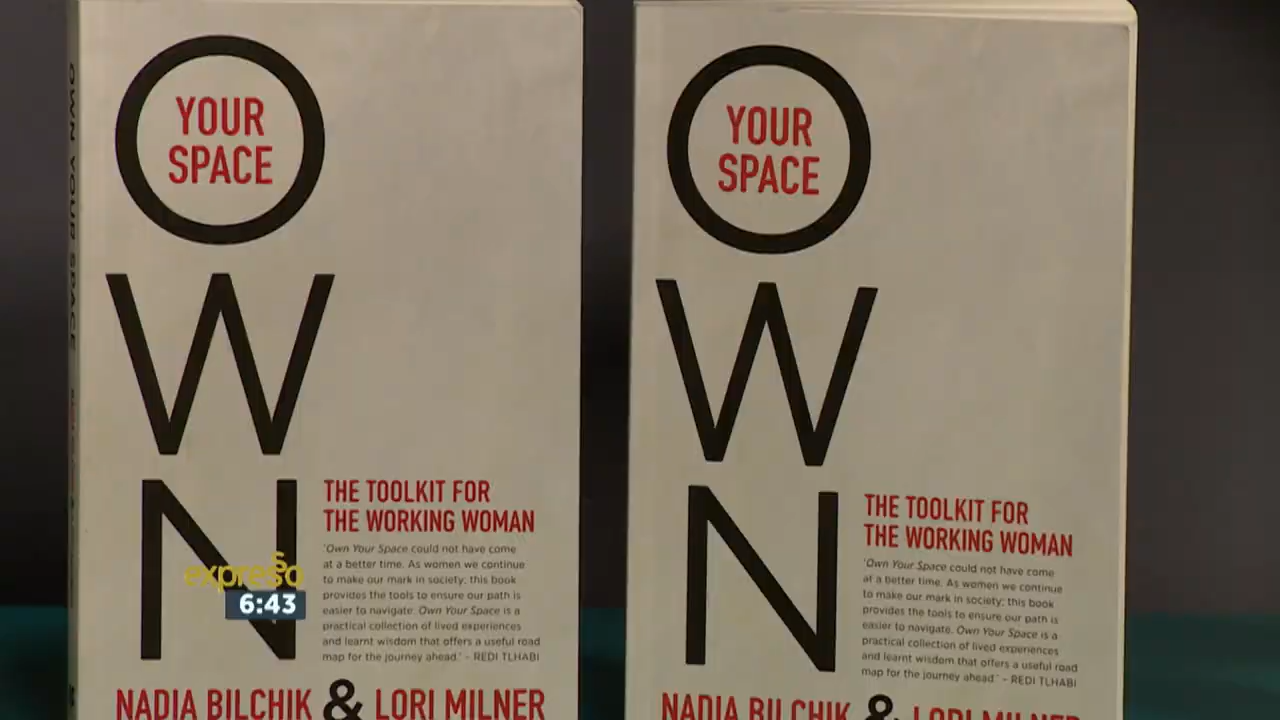 OWN YOUR SPACE
O
YOUR
SPACE
W
N
THE TOOLKIT FOR
THE WORKING WOMAN
'Own Your Space could not have come
at a better time. As women we continue
to make our mark in society; this book
provides the tools to ensure our path is
easier to navigate. Own Your Space is a
practical collection of lived experiences
and learnt wisdom that offers a useful road
map for the journey ahead.' – REDI TLHABI
NADIA BILCHIK & LORI MILNER
expresso
6:43
O
YOUR
SPACE
W
N
THE TOOLKIT FOR
THE WORKING WOMAN
'Own Your Space could not have come
at a better time. As women we continue
to make our mark in society; this book
provides the tools to ensure our path is
easier to navigate. Own Your Space is a
practical collection of lived experiences
and learnt wisdom that offers a useful road
map for the journey ahead.' – REDI TLHABI
NADIA BILCHIK & LORI MILNER